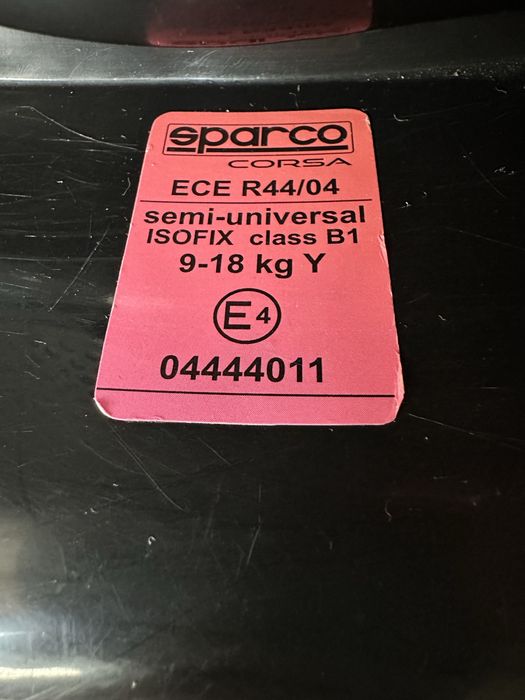 sparco
CORSA
ECE R44/04
semi-universal
ISOFIX class B1
9-18 kg Y
E4
04444011